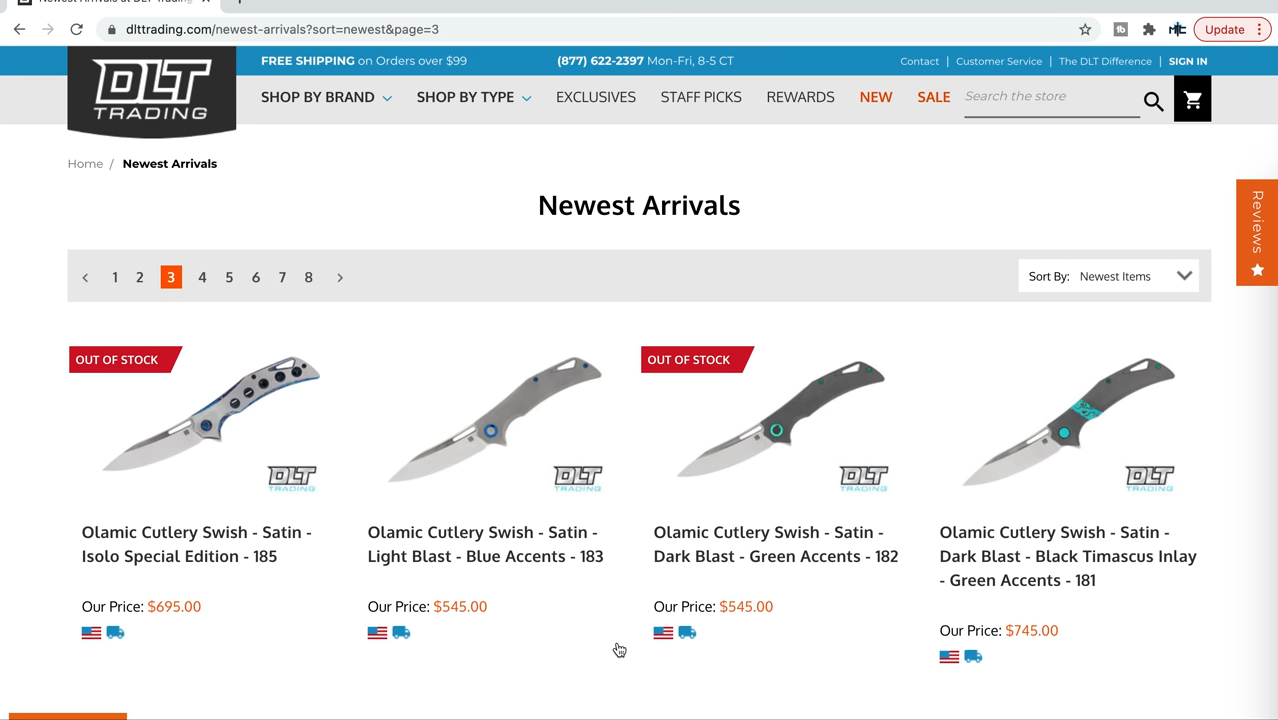 Newest Arrivals at DLT Trading
dlttrading.com/newest-arrivals?sort=newest&page=3
Update
FREE SHIPPING on Orders over $99
(877) 622-2397 Mon-Fri, 8-5 CT
Contact | Customer Service | The DLT Difference | SIGN IN
DLT
TRADING
SHOP BY BRAND
SHOP BY TYPE
EXCLUSIVES
STAFF PICKS
REWARDS
NEW
SALE
Search the store
Home / Newest Arrivals
Reviews
Newest Arrivals
< 1 2 3 4 5 6 7 8 >
Sort By: Newest Items
OUT OF STOCK
DLT
TRADING
Olamic Cutlery Swish - Satin -
Isolo Special Edition - 185
Our Price: $695.00
DLT
TRADING
Olamic Cutlery Swish - Satin -
Light Blast - Blue Accents - 183
Our Price: $545.00
OUT OF STOCK
DLT
TRADING
Olamic Cutlery Swish - Satin -
Dark Blast - Green Accents - 182
Our Price: $545.00
DLT
TRADING
Olamic Cutlery Swish - Satin -
Dark Blast - Black Timascus Inlay
- Green Accents - 181
Our Price: $745.00